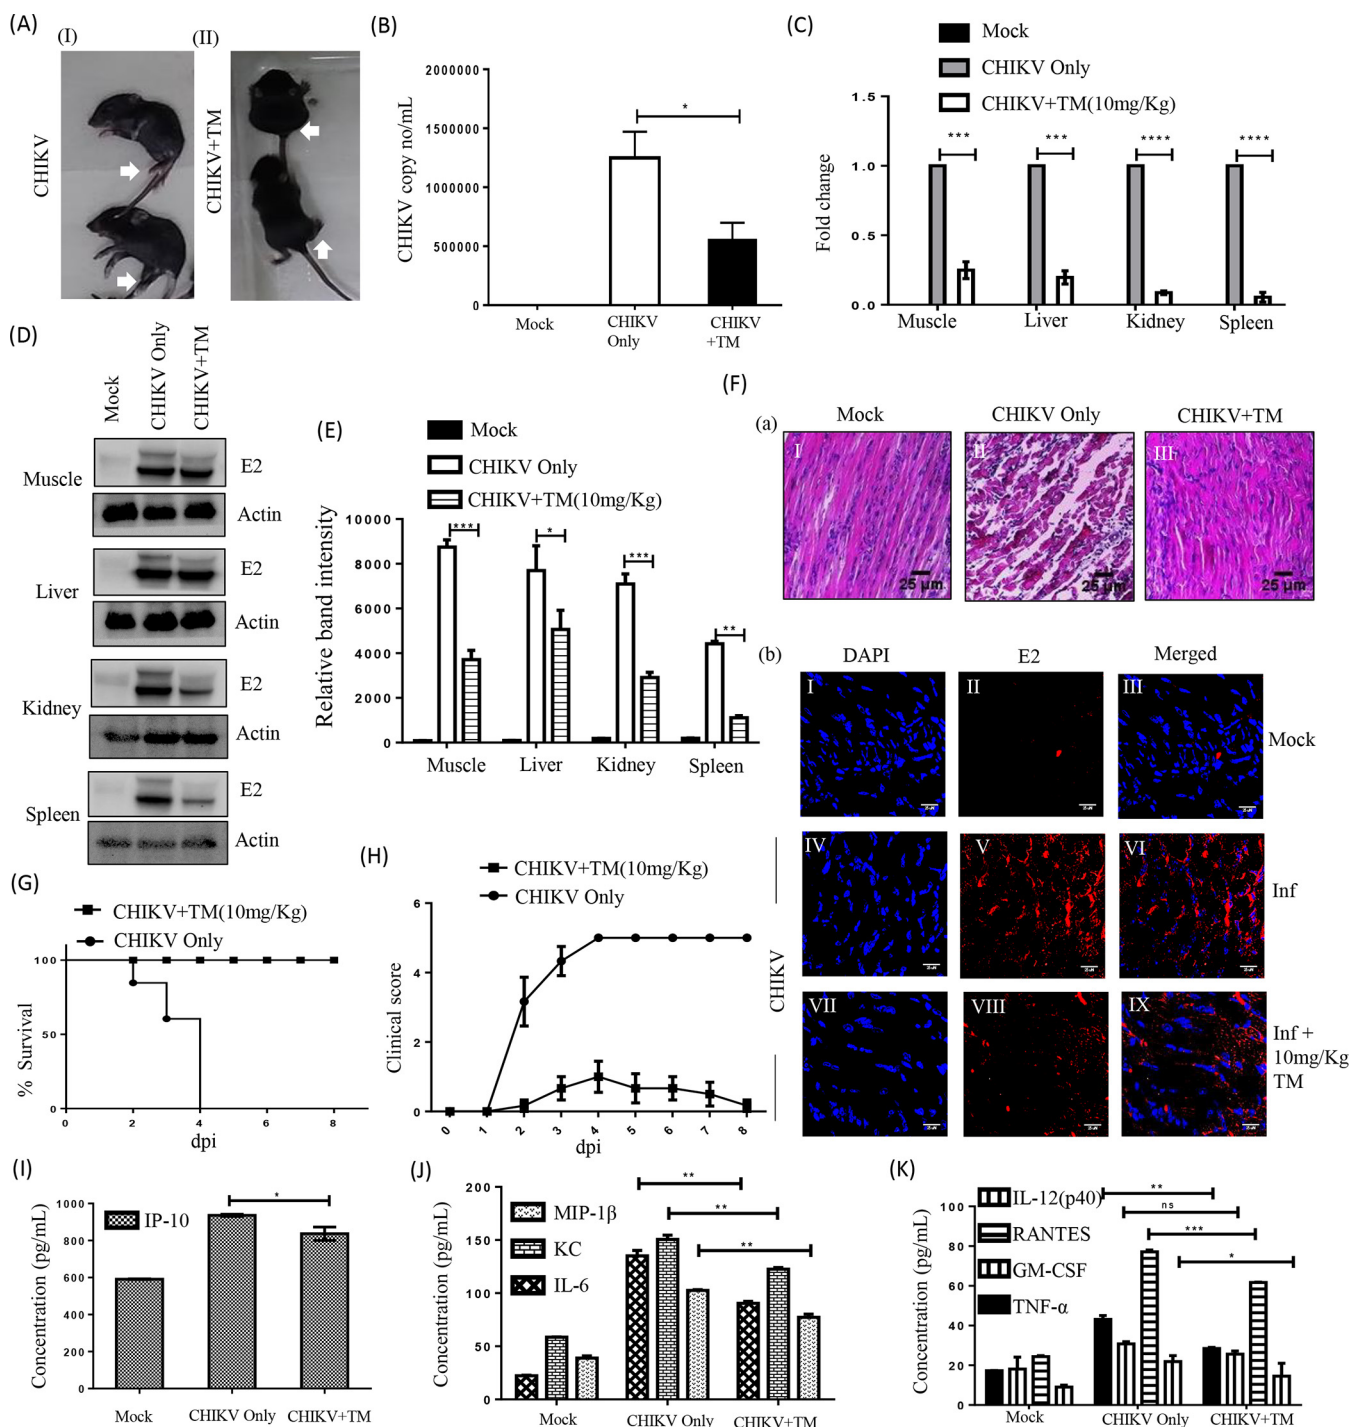 (A)
(I)
(II)
CHIKV
CHIKV+TM
(B)
CHIKV copy no/mL
2000000
1500000
1000000
500000
0
*
Mock
CHIKV
Only
CHIKV
+TM
(C)
Mock
CHIKV Only
CHIKV+TM(10mg/Kg)
Fold change
1.5
1.0
0.5
0.0
*** *** **** ****
Muscle Liver Kidney Spleen
(D)
Mock
CHIKV Only
CHIKV+TM
Muscle
E2
Actin
Liver
E2
Actin
Kidney
E2
Actin
Spleen
E2
Actin
(E)
Mock
CHIKV Only
CHIKV+TM(10mg/Kg)
Relative band intensity
10000
8000
6000
4000
2000
0
*** * *** **
Muscle Liver Kidney Spleen
(F)
(a)
Mock CHIKV Only CHIKV+TM
I II III
25 µm 25 µm 25 µm
(b)
DAPI E2 Merged
I II III
Mock
IV V VI
Inf
CHIKV
VII VIII IX
Inf +
10mg/Kg
TM
(G)
CHIKV+TM(10mg/Kg)
CHIKV Only
% Survival
100
50
0
0 2 4 6 8
dpi
(H)
CHIKV+TM(10mg/Kg)
CHIKV Only
Clinical score
6
4
2
0
0 1 2 3 4 5 6 7 8
dpi
(I)
IP-10
Concentration (pg/mL)
1000
800
600
400
200
0
*
Mock CHIKV Only CHIKV+TM
(J)
MIP-1β
KC
IL-6
Concentration (pg/mL)
200
150
100
50
0
**
**
**
Mock CHIKV Only CHIKV+TM
(K)
IL-12(p40)
RANTES
GM-CSF
TNF-α
Concentration (pg/mL)
100
80
60
40
20
0
**
ns
***
*
Mock CHIKV Only CHIKV+TM